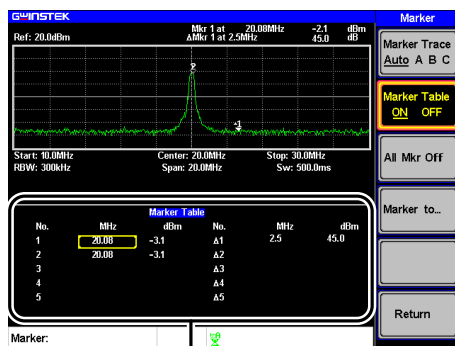 GWINSTEK
Mkr 1 at 20.08MHz -2.1 dBm
Ref: 20.0dBm ΔMkr 1 at 2.5MHz 45.0 dB
2
1
Start: 10.0MHz Center: 20.0MHz Stop: 30.0MHz
RBW: 300kHz Span: 20.0MHz Sw: 500.0ms
Marker Table
No. MHz dBm No. MHz dBm
1 20.08 -3.1 Δ1 2.5 45.0
2 20.08 -3.1 Δ2
3 Δ3
4 Δ4
5 Δ5
Marker:
Marker
Marker Trace
Auto A B C
Marker Table
ON OFF
All Mkr Off
Marker to...
Return